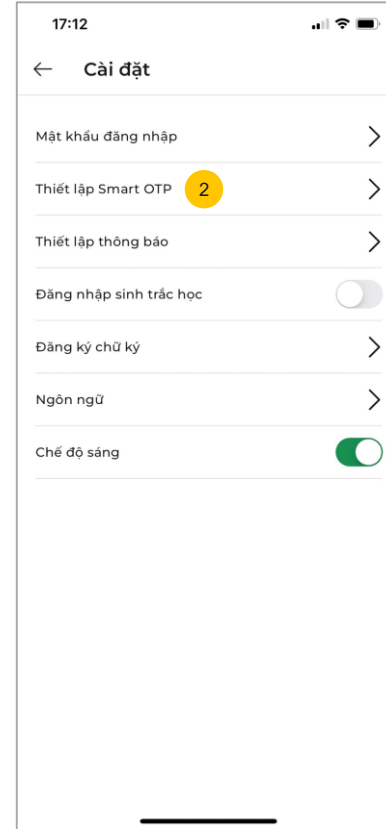 17:12
Cài đặt
Mật khẩu đăng nhập
Thiết lập Smart OTP 2
Thiết lập thông báo
Đăng nhập sinh trắc học
Đăng ký chữ ký
Ngôn ngữ
Chế độ sáng